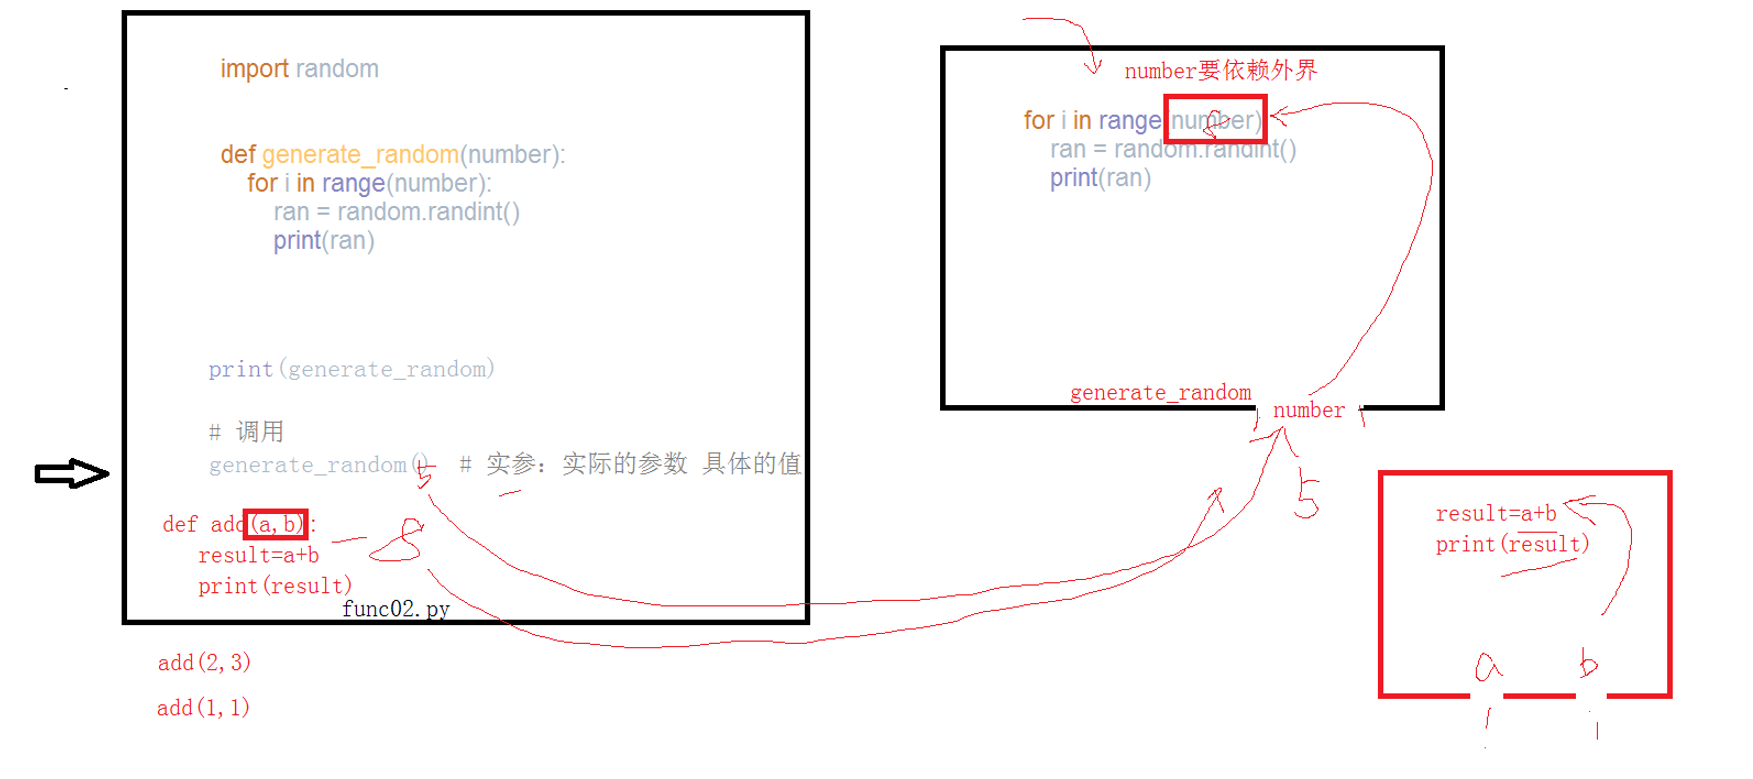 import random
def generate_random(number):
for i in range(number):
ran = random.randint()
print(ran)
print(generate_random)
# 调用
generate_random() # 实参: 实际的参数 具体的值
5
8
def add(a,b):
result=a+b
print(result)
func02.py
add(2,3)
add(1,1)
number要依赖外界
for i in range(number)
ran = random.randint()
print(ran)
generate_random
number
5
result=a+b
print(result)
a b
1 1